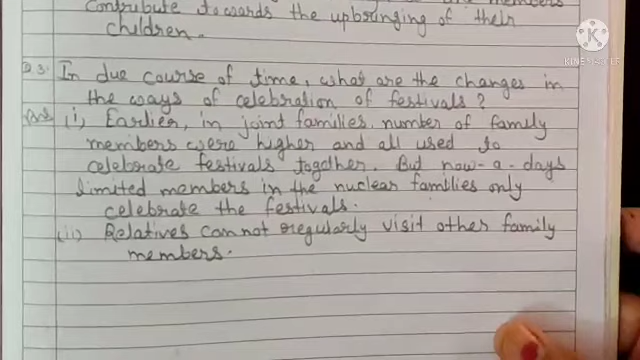 contribute towards the upbringing of their
children.
Q3. In due course of time, what are the changes in
the ways of celebration of festivals?
Ans (i) Earlier, in joint families, number of family
members were higher and all used to
celebrate festivals together. But now-a-days
limited members in the nuclear families only
celebrate the festivals.
(ii) Relatives cannot regularly visit other family
members.
K
KINEMASTER